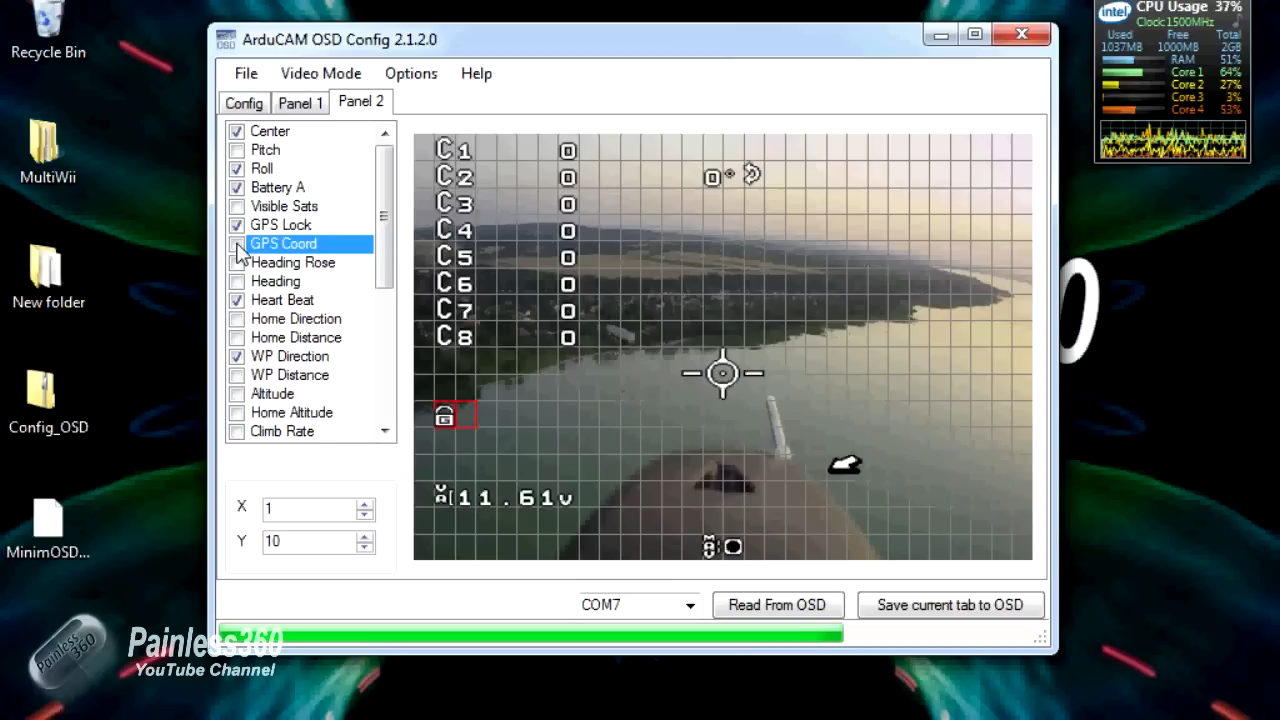 Recycle Bin
MultiWii
New folder
Config_OSD
MinimOSD...
ArduCAM OSD Config 2.1.2.0
File Video Mode Options Help
Config Panel 1 Panel 2
Center
Pitch
Roll
Battery A
Visible Sats
GPS Lock
GPS Coord
Heading Rose
Heading
Heart Beat
Home Direction
Home Distance
WP Direction
WP Distance
Altitude
Home Altitude
Climb Rate
X 1
Y 10
C1 0
C2 0
C3 0
C4 0
C5 0
C6 0
C7 0
C8 0
0
11.61v
COM7 Read From OSD Save current tab to OSD
intel CPU Usage 37%
Clock:1500MHz
Used Free Total
1037MB 1000MB 2GB
RAM 51%
Core 1 64%
Core 2 27%
Core 3 3%
Core 4 53%
0
Painless360
Painless360
YouTube Channel